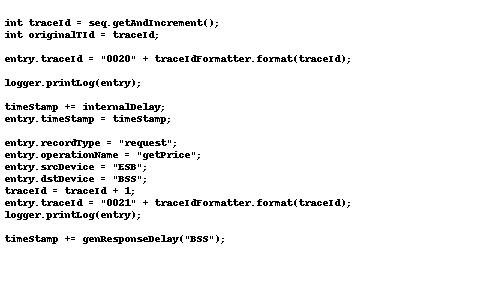 int traceId = seq.getAndIncrement();
int originalTId = traceId;
entry.traceId = "0020" + traceIdFormatter.format(traceId);
logger.printLog(entry);
timeStamp += internalDelay;
entry.timeStamp = timeStamp;
entry.recordType = "request";
entry.operationName = "getPrice";
entry.srcDevice = "ESB";
entry.dstDevice = "BSS";
traceId = traceId + 1;
entry.traceId = "0021" + traceIdFormatter.format(traceId);
logger.printLog(entry);
timeStamp += genResponseDelay("BSS");